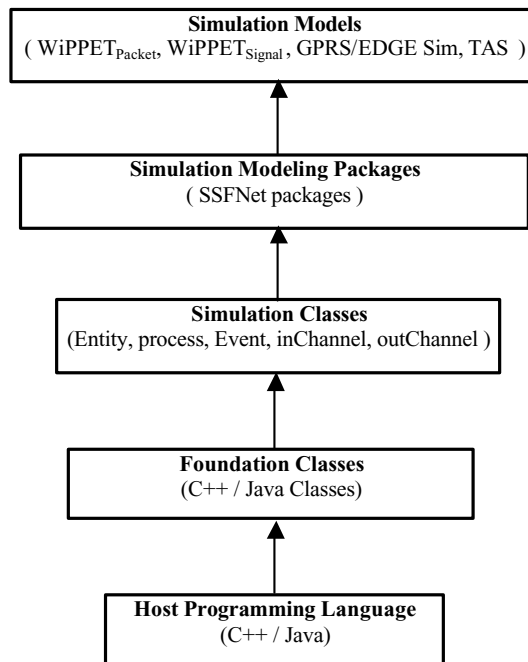 Simulation Models
( WiPPETPacket, WiPPETSignal, GPRS/EDGE Sim, TAS )
Simulation Modeling Packages
( SSFNet packages )
Simulation Classes
(Entity, process, Event, inChannel, outChannel )
Foundation Classes
(C++ / Java Classes)
Host Programming Language
(C++ / Java)